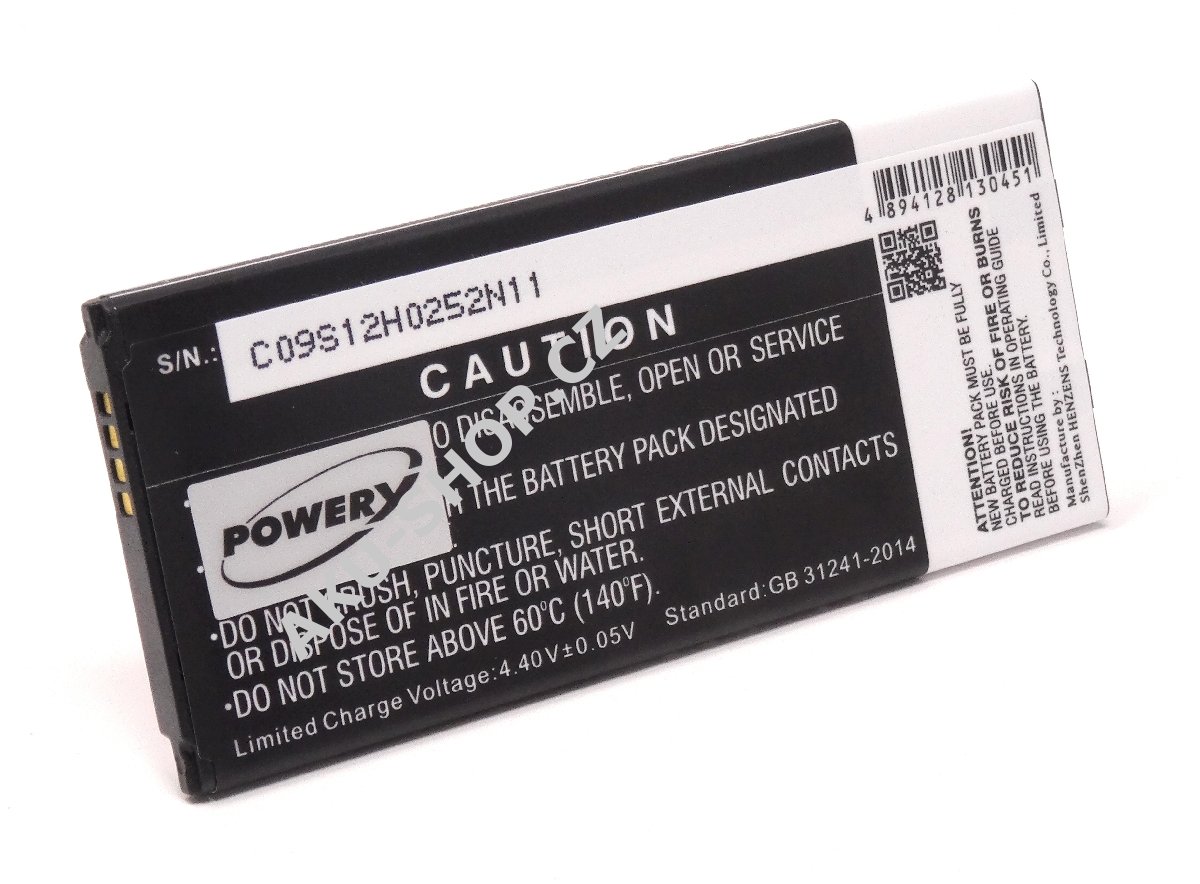 S/N.: C09S12H0252N11
CAUTION
O DISASSEMBLE, OPEN OR SERVICE
THE BATTERY PACK DESIGNATED
POWERY
•DO NOT CRUSH, PUNCTURE, SHORT EXTERNAL CONTACTS
OR DISPOSE OF IN FIRE OR WATER.
•DO NOT STORE ABOVE 60°C (140°F).
Limited Charge Voltage:4.40V±0.05V
Standard:GB 31241-2014
4 894128 130451
ATTENTION!
NEW BATTERY PACK MUST BE FULLY
CHARGED BEFORE USE.
TO REDUCE RISK OF FIRE OR BURNS
READ INSTRUCTIONS IN OPERATING GUIDE
BEFORE USING THE BATTERY.
Manufacture by:
ShenZhen HENZENS Technology Co., Limited
AKU-SHOP.CZ